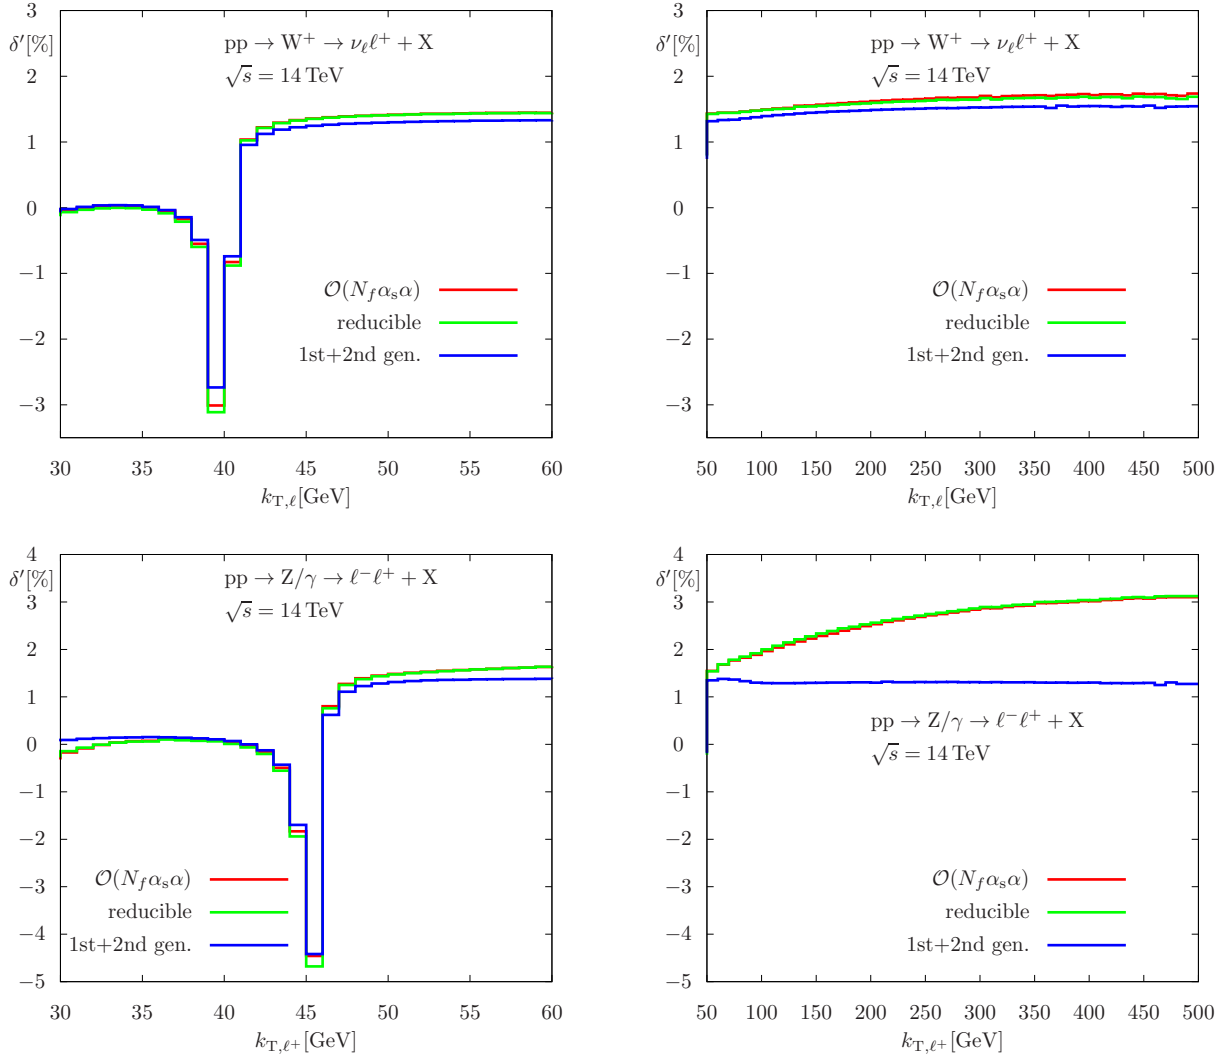 3
δ′[%]
pp → W⁺ → ν_ℓ ℓ⁺ + X
2
√s = 14 TeV
1
0
−1
O(N_f α_s α)
reducible
−2
1st+2nd gen.
−3
30 35 40 45 50 55 60
k_T,ℓ[GeV]
3
δ′[%]
pp → W⁺ → ν_ℓ ℓ⁺ + X
2
√s = 14 TeV
1
0
−1
O(N_f α_s α)
reducible
−2
1st+2nd gen.
−3
50 100 150 200 250 300 350 400 450 500
k_T,ℓ[GeV]
4
δ′[%]
pp → Z/γ → ℓ⁻ℓ⁺ + X
3
√s = 14 TeV
2
1
0
−1
−2
−3
O(N_f α_s α)
reducible
−4
1st+2nd gen.
−5
30 35 40 45 50 55 60
k_T,ℓ⁺[GeV]
4
δ′[%]
3
2
1
pp → Z/γ → ℓ⁻ℓ⁺ + X
√s = 14 TeV
0
−1
−2
−3
O(N_f α_s α)
reducible
−4
1st+2nd gen.
−5
50 100 150 200 250 300 350 400 450 500
k_T,ℓ⁺[GeV]